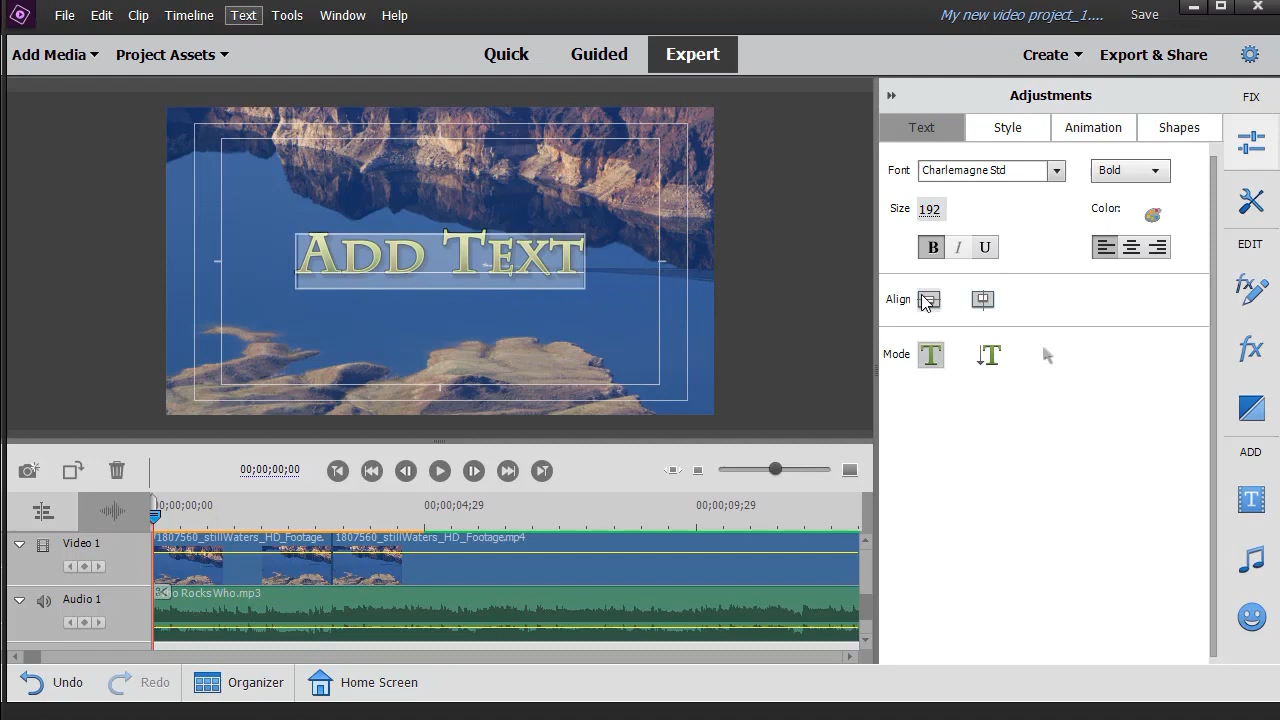 File Edit Clip Timeline Text Tools Window Help My new video_project_1.... Save
Add Media Project Assets Quick Guided Expert Create Export & Share
Adjustments FIX
Text Style Animation Shapes
Font Charlemagne Std Bold
Size 192 Color:
B I U
EDIT
Add Text
Align
Mode T T
ADD
00;00;00;00
00;00;00;00 00;00;04;29 00;00;09;29
Video 1 1807560_stillWaters_HD_Footage. 1807560_stillWaters_HD_Footage.mp4
Audio 1 o RocksWho.mp3
Undo Redo Organizer Home Screen